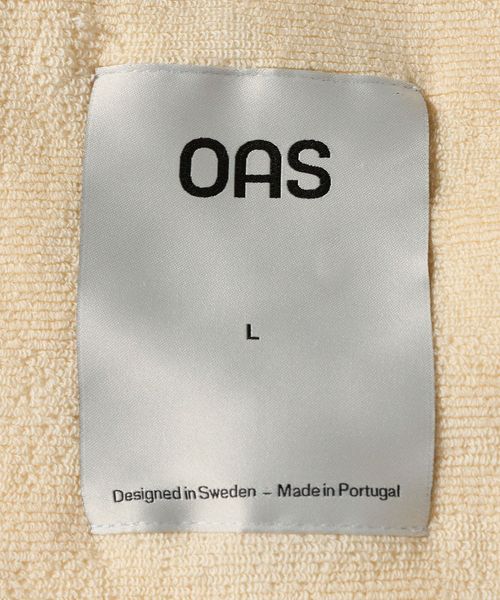 OAS
L
Designed in Sweden – Made in Portugal